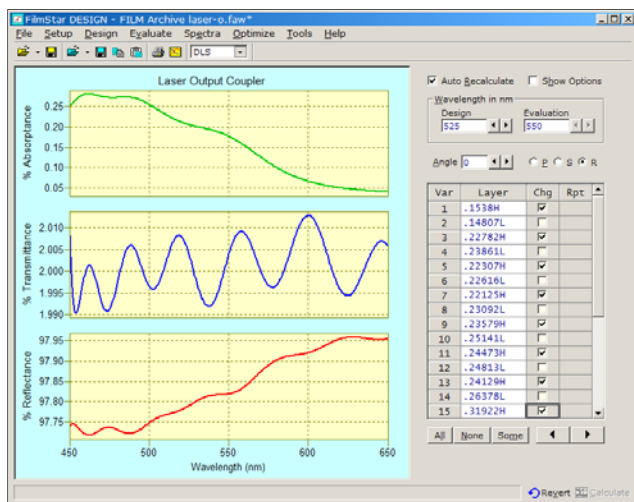 FilmStar DESIGN - FILM Archive laser-o.faw*
File Setup Design Evaluate Spectra Optimize Tools Help
DLS
Laser Output Coupler
% Absorptance
0.25
0.20
0.15
0.10
0.05
% Transmittance
2.010
2.005
2.000
1.995
1.990
% Reflectance
97.95
97.90
97.85
97.80
97.75
450 500 550 600 650
Wavelength (nm)
Auto Recalculate Show Options
Wavelength in nm
Design Evaluation
525 550
Angle 0 P S R
Var Layer Chg Rpt
1 .1538H
2 .14807L
3 .22782H
4 .23861L
5 .22307H
6 .22616L
7 .22125H
8 .23092L
9 .23579H
10 .25141L
11 .24473H
12 .24813L
13 .24129H
14 .26378L
15 .31922H
All None Some
Revert Calculate